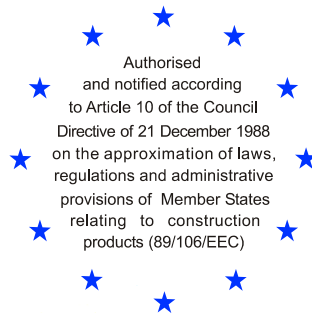 Authorised
and notified according
to Article 10 of the Council
Directive of 21 December 1988
on the approximation of laws,
regulations and administrative
provisions of Member States
relating to construction
products (89/106/EEC)